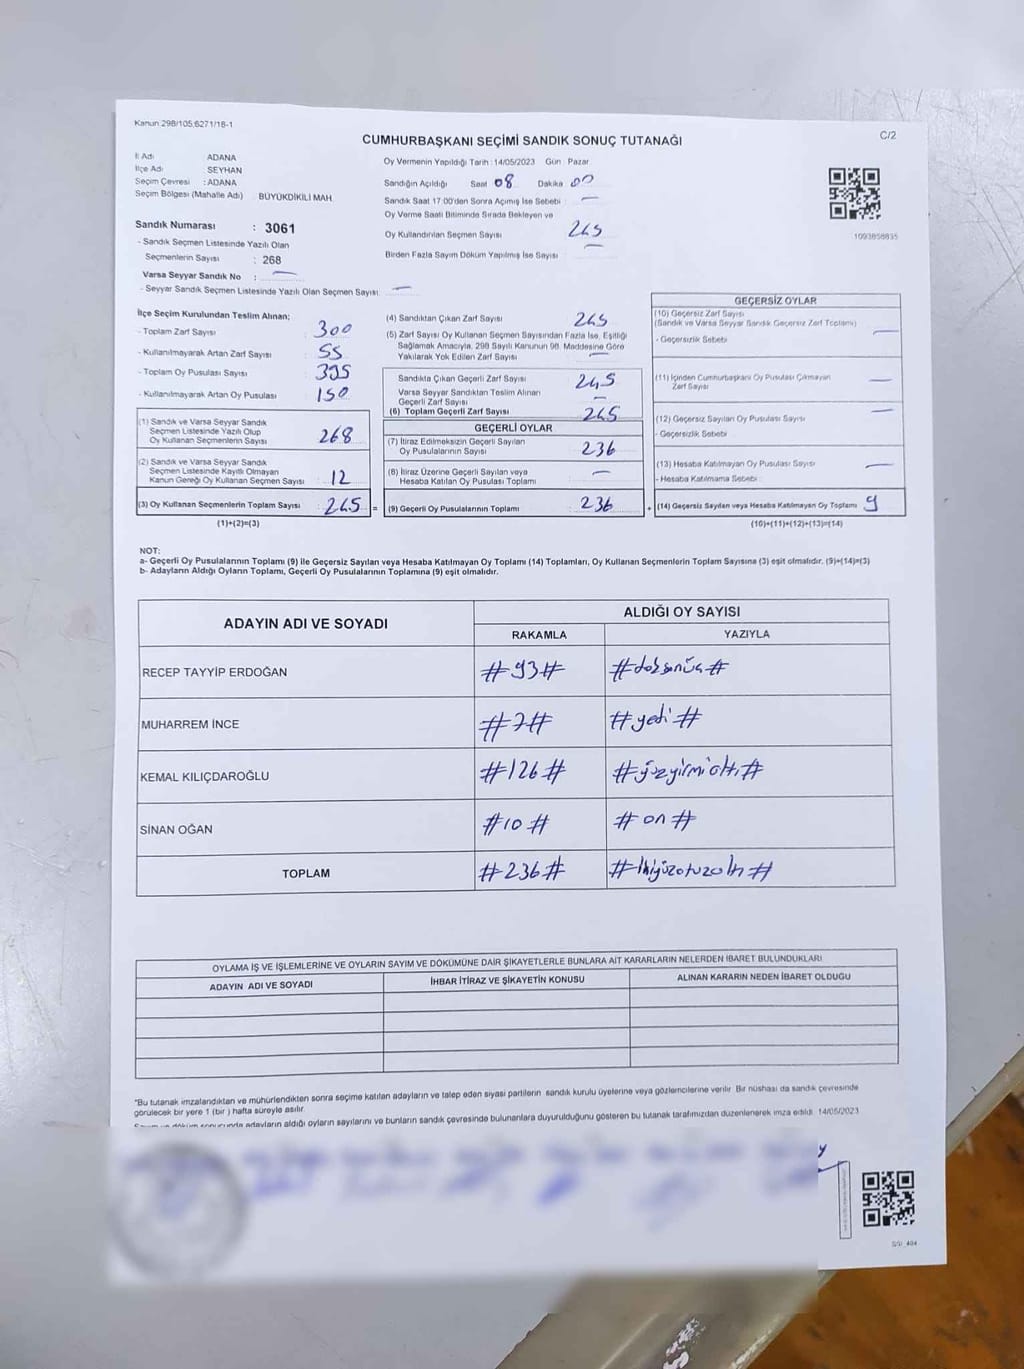 Kanun 298/105,6271/18-1
C/2
CUMHURBAŞKANI SEÇİMİ SANDIK SONUÇ TUTANAĞI
İl Adı ADANA
İlçe Adı SEYHAN
Seçim Çevresi : ADANA
Seçim Bölgesi (Mahalle Adı) BÜYÜKDİKİLİ MAH.
Sandık Numarası : 3061
- Sandık Seçmen Listesinde Yazılı Olan
Seçmenlerin Sayısı : 268
Varsa Seyyar Sandık No : —
- Seyyar Sandık Seçmen Listesinde Yazılı Olan Seçmen Sayısı —
Oy Vermenin Yapıldığı Tarih : 14/05/2023 Gün : Pazar
Sandığın Açıldığı Saat 08 Dakika 00
Sandık Saat 17:00'den Sonra Açımış İse Sebebi —
Oy Verme Saati Bitiminde Sırada Bekleyen ve
Oy Kullandırılan Seçmen Sayısı 245
Birden Fazla Sayım Döküm Yapılmış İse Sayısı —
1093858835
İlçe Seçim Kurulundan Teslim Alınan;
- Toplam Zarf Sayısı : 300
- Kullanılmayarak Artan Zarf Sayısı : 55
- Toplam Oy Pusulası Sayısı : 395
- Kullanılmayarak Artan Oy Pusulası : 150
(1) Sandık ve Varsa Seyyar Sandık
Seçmen Listesinde Yazılı Olup
Oy Kullanan Seçmenlerin Sayısı 268
(2) Sandık ve Varsa Seyyar Sandık
Seçmen Listesinde Kayıtlı Olmayan
Kanun Gereği Oy Kullanan Seçmen Sayısı 12
(3) Oy Kullanan Seçmenlerin Toplam Sayısı : 245 =
(1)+(2)=(3)
(4) Sandıktan Çıkan Zarf Sayısı 245
(5) Zarf Sayısı Oy Kullanan Seçmen Sayısından Fazla İse, Eşitliği
Sağlamak Amacıyla, 298 Sayılı Kanunun 98. Maddesine Göre
Yakılarak Yok Edilen Zarf Sayısı —
Sandıkta Çıkan Geçerli Zarf Sayısı 245
Varsa Seyyar Sandıktan Teslim Alınan
Geçerli Zarf Sayısı —
(6) Toplam Geçerli Zarf Sayısı 245
GEÇERLİ OYLAR
(7) İtiraz Edilmeksizin Geçerli Sayılan
Oy Pusulalarının Sayısı 236
(8) İtiraz Üzerine Geçerli Sayılan veya
Hesaba Katılan Oy Pusulası Toplamı —
(9) Geçerli Oy Pusulalarının Toplamı : 236 +
GEÇERSİZ OYLAR
(10) Geçersiz Zarf Sayısı
(Sandık ve Varsa Seyyar Sandık Geçersiz Zarf Toplamı) —
- Geçersizlik Sebebi
(11) İçinden Cumhurbaşkanı Oy Pusulası Çıkmayan
Zarf Sayısı —
(12) Geçersiz Sayılan Oy Pusulası Sayısı —
- Geçersizlik Sebebi
(13) Hesaba Katılmayan Oy Pusulası Sayısı —
- Hesaba Katılmama Sebebi
(14) Geçersiz Sayılan veya Hesaba Katılmayan Oy Toplamı 9
(10)+(11)+(12)+(13)=(14)
NOT:
a- Geçerli Oy Pusulalarının Toplamı (9) ile Geçersiz Sayılan veya Hesaba Katılmayan Oy Toplamı (14) Toplamları, Oy Kullanan Seçmenlerin Toplam Sayısına (3) eşit olmalıdır. (9)+(14)=(3)
b- Adayların Aldığı Oyların Toplamı, Geçerli Oy Pusulalarının Toplamına (9) eşit olmalıdır.
ADAYIN ADI VE SOYADI ALDIĞI OY SAYISI
RAKAMLA YAZIYLA
RECEP TAYYİP ERDOĞAN #93# #doksanüç#
MUHARREM İNCE #7# #yedi#
KEMAL KILIÇDAROĞLU #126# #yüzyirmialtı#
SİNAN OĞAN #10# #on#
TOPLAM #236# #ikiyüzotuzaltı#
OYLAMA İŞ VE İŞLEMLERİNE VE OYLARIN SAYIM VE DÖKÜMÜNE DAİR ŞİKAYETLERLE BUNLARA AİT KARARLARIN NELERDEN İBARET BULUNDUKLARI
ADAYIN ADI VE SOYADI İHBAR İTİRAZ VE ŞİKAYETİN KONUSU ALINAN KARARIN NEDEN İBARET OLDUĞU
"Bu tutanak imzalandıktan ve mühürlendikten sonra seçime katılan adayların ve talep eden siyasi partilerin sandık kurulu üyelerine veya gözlemcilerine verilir. Bir nüshası da sandık çevresinde
görülecek bir yere 1 (bir ) hafta süreyle asılır.
adayların aldığı oyların sayılarını ve bunların sandık çevresinde bulunanlara duyurulduğunu gösteren bu tutanak tarafımızdan düzenlenerek imza edildi. 14/05/2023